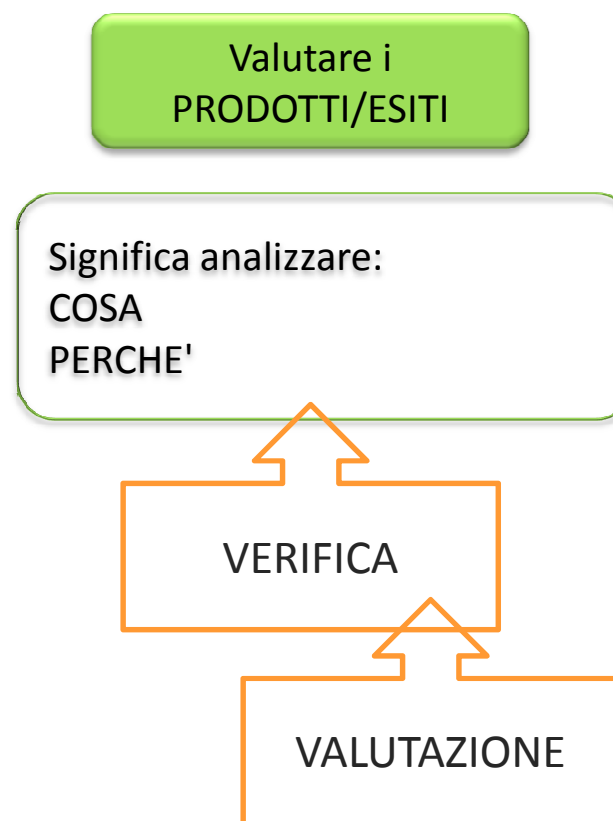 Valutare i
PRODOTTI/ESITI
Significa analizzare:
COSA
PERCHE'
VERIFICA
VALUTAZIONE